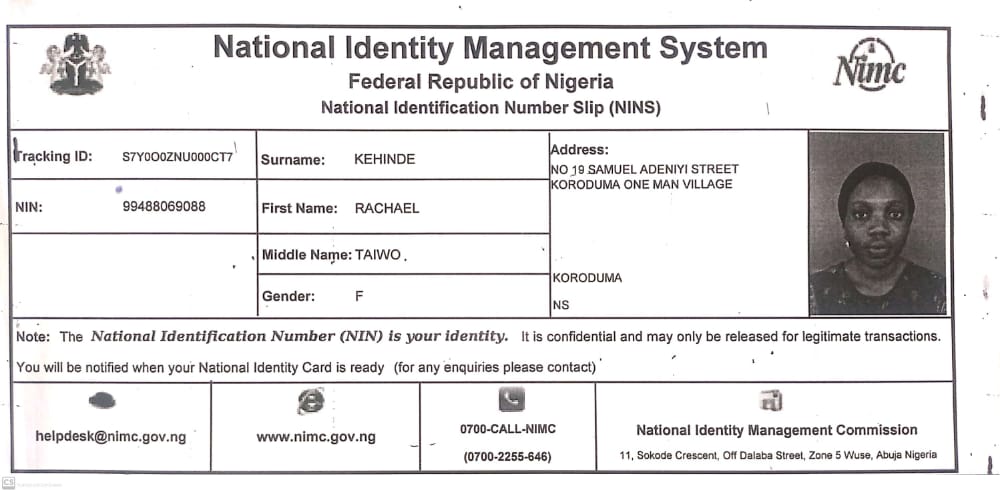 National Identity Management System
Federal Republic of Nigeria
National Identification Number Slip (NINS)
Nimc
Tracking ID: S7Y0O0ZNU000CT7
Surname: KEHINDE
Address:
NO 19 SAMUEL ADENIYI STREET
KORODUMA ONE MAN VILLAGE
NIN: 99488069088
First Name: RACHAEL
Middle Name: TAIWO
KORODUMA
Gender: F
NS
Note: The National Identification Number (NIN) is your identity. It is confidential and may only be released for legitimate transactions.
You will be notified when your National Identity Card is ready (for any enquiries please contact)
helpdesk@nimc.gov.ng
www.nimc.gov.ng
0700-CALL-NIMC
(0700-2255-646)
National Identity Management Commission
11, Sokode Crescent, Off Dalaba Street, Zone 5 Wuse, Abuja Nigeria
CS